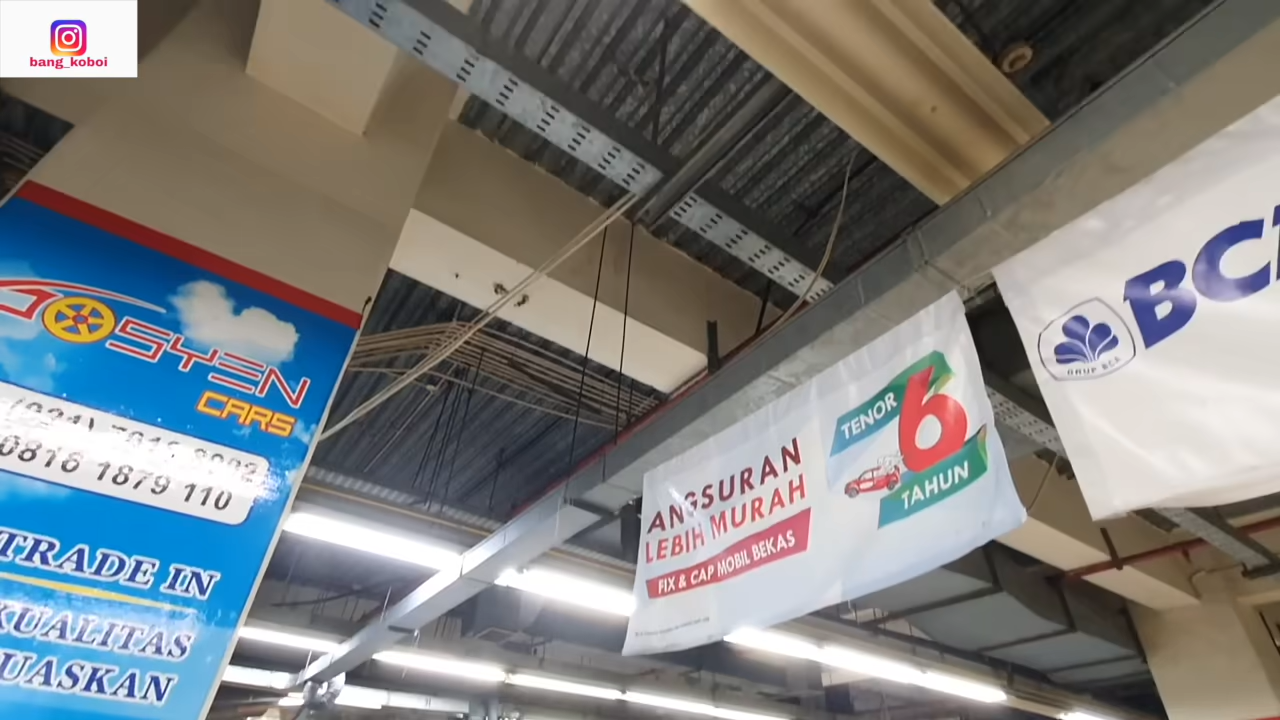 bang_koboi
SYEN
CARS
0816 1879 110
TRADE IN
KUALITAS
UASKAN
ANGSURAN
LEBIH MURAH
FIX & CAP MOBIL BEKAS
TENOR
6
TAHUN
GRUP BCA
BC